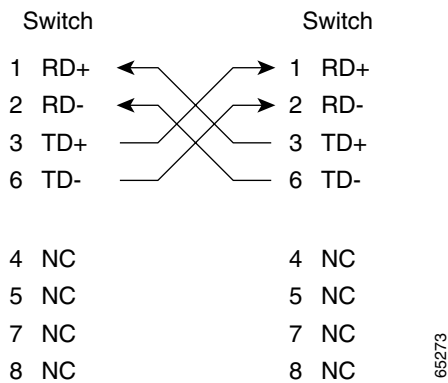 Switch Switch
1 RD+ 1 RD+
2 RD- 2 RD-
3 TD+ 3 TD+
6 TD- 6 TD-
4 NC 4 NC
5 NC 5 NC
7 NC 7 NC
8 NC 8 NC
65273